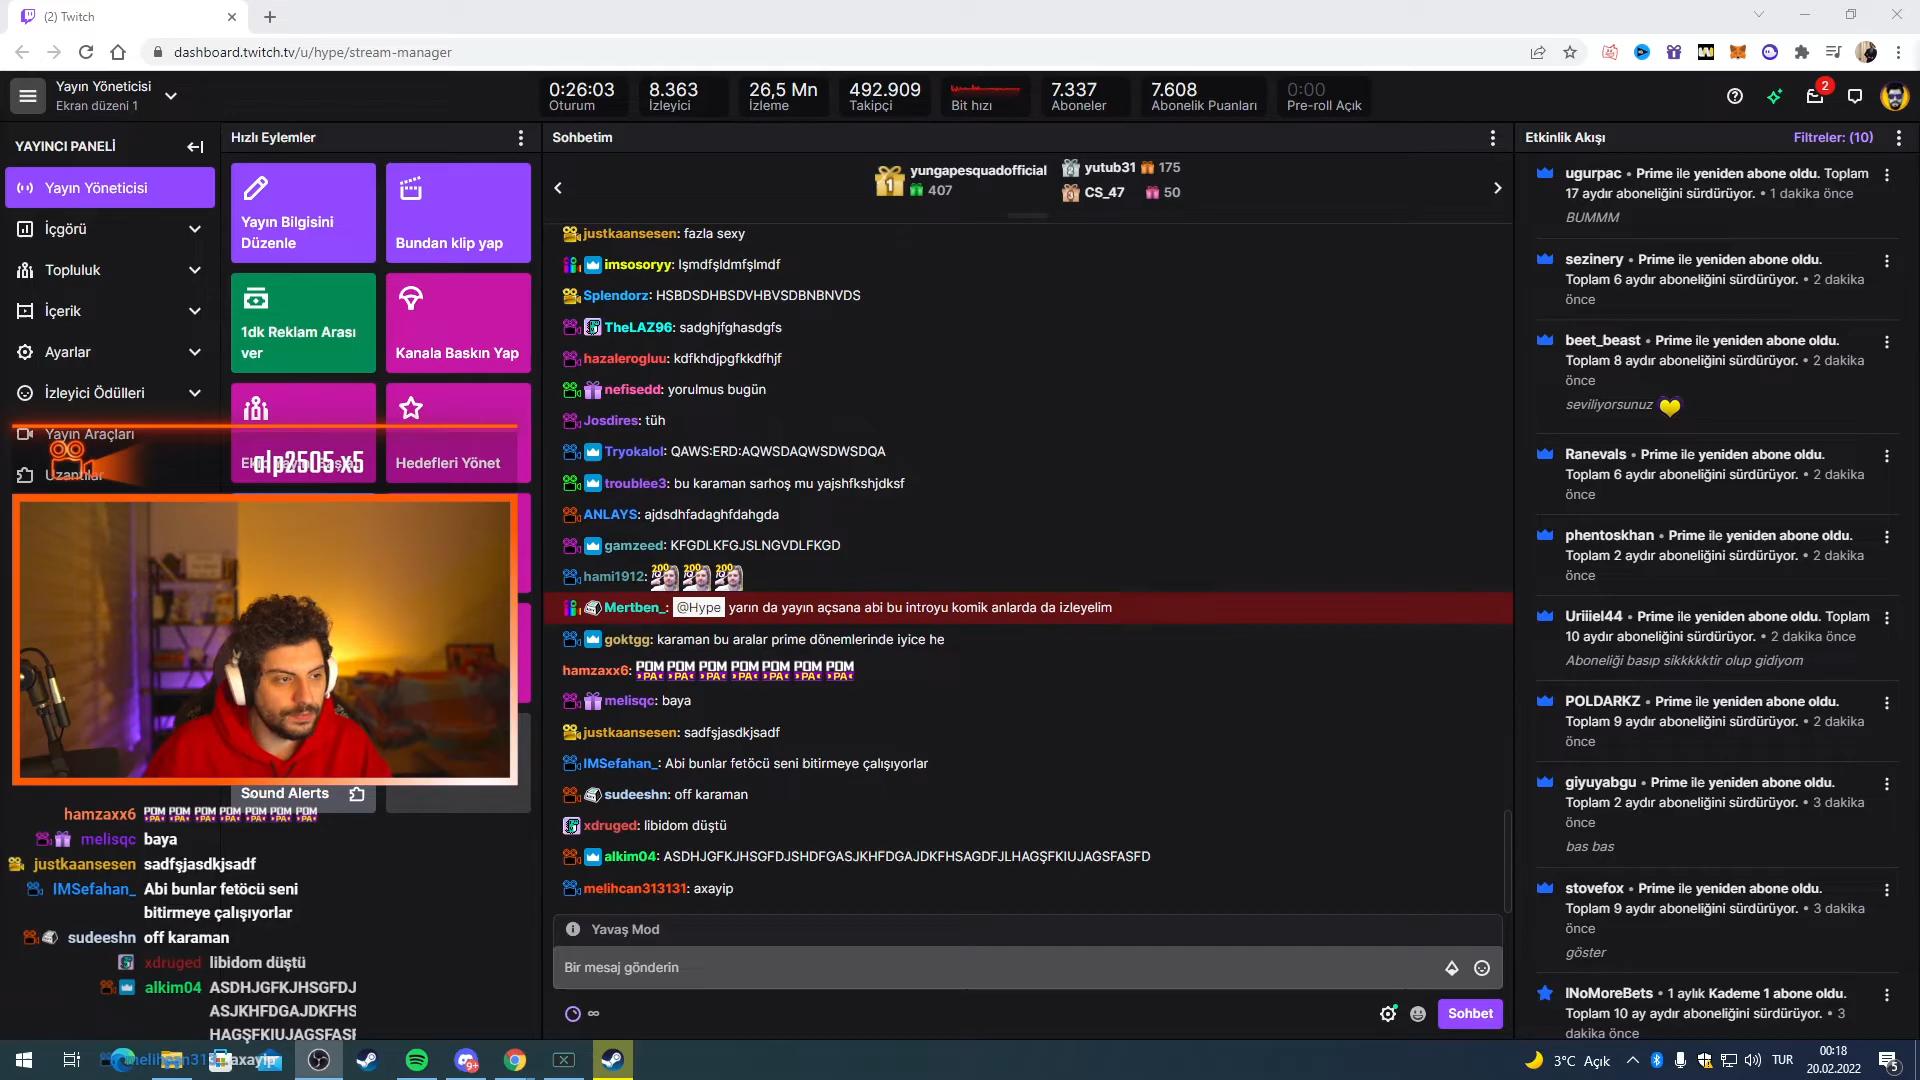 (2) Twitch
dashboard.twitch.tv/u/hype/stream-manager
Yayın Yöneticisi
Ekran düzeni 1
0:26:03
Oturum
8.363
İzleyici
26,5 Mn
İzleme
492.909
Takipçi
Bit hızı
7.337
Aboneler
7.608
Abonelik Puanları
0:00
Pre-roll Açık
2
YAYINCI PANELİ
Yayın Yöneticisi
İçgörü
Topluluk
İçerik
Ayarlar
İzleyici Ödülleri
Yayın Araçları
Uzantılar
alp2505 x5
Hızlı Eylemler
Yayın Bilgisini
Düzenle
Bundan klip yap
1dk Reklam Arası
ver
Kanala Baskın Yap
Hedefleri Yönet
Sound Alerts
hamzaxx6
melisqc baya
justkaansesen sadfşjasdkjsadf
IMSefahan_ Abi bunlar fetöcü seni
bitirmeye çalışıyorlar
sudeeshn off karaman
xdruged libidom düştü
alkim04 ASDHJGFKJHSGFDJ
ASJKHFDGAJDKFHS
HAGŞFKIUJAGSFASF
axayip
Sohbetim
1
yungapesquadofficial
407
yutub31 175
CS_47 50
justkaansesen: fazla sexy
imsosoryy: lşmdfşldmfşlmdf
Splendorz: HSBDSDHBSDVHBVSDBNBNVDS
TheLAZ96: sadghjfghasdgfs
hazalerogluu: kdfkhdjpgfkkdfhjf
nefisedd: yorulmus bugün
Josdires: tüh
Tryokalol: QAWS:ERD:AQWSDAQWSDWSDQA
troublee3: bu karaman sarhoş mu yajshfkshjdksf
ANLAYS: ajdsdhfadaghfdahgda
gamzeed: KFGDLKFGJSLNGVDLFKGD
hami1912: 200 200 200
Mertben_: @Hype yarın da yayın açsana abi bu introyu komik anlarda da izleyelim
goktgg: karaman bu aralar prime dönemlerinde iyice he
hamzaxx6:
melisqc: baya
justkaansesen: sadfşjasdkjsadf
IMSefahan_: Abi bunlar fetöcü seni bitirmeye çalışıyorlar
sudeeshn: off karaman
xdruged: libidom düştü
alkim04: ASDHJGFKJHSGFDJSHDFGASJKHFDGAJDKFHSAGDFJLHAGŞFKIUJAGSFASFD
melihcan313131: axayip
Yavaş Mod
Bir mesaj gönderin
∞
Sohbet
Etkinlik Akışı
Filtreler: (10)
ugurpac • Prime ile yeniden abone oldu. Toplam
17 aydır aboneliğini sürdürüyor. • 1 dakika önce
BUMMM
sezinery • Prime ile yeniden abone oldu.
Toplam 6 aydır aboneliğini sürdürüyor. • 2 dakika
önce
beet_beast • Prime ile yeniden abone oldu.
Toplam 8 aydır aboneliğini sürdürüyor. • 2 dakika
önce
seviliyorsunuz
Ranevals • Prime ile yeniden abone oldu.
Toplam 6 aydır aboneliğini sürdürüyor. • 2 dakika
önce
phentoskhan • Prime ile yeniden abone oldu.
Toplam 2 aydır aboneliğini sürdürüyor. • 2 dakika
önce
Uriiiel44 • Prime ile yeniden abone oldu. Toplam
10 aydır aboneliğini sürdürüyor. • 2 dakika önce
Aboneliği basıp sikkkkktir olup gidiyom
POLDARKZ • Prime ile yeniden abone oldu.
Toplam 9 aydır aboneliğini sürdürüyor. • 2 dakika
önce
giyuyabgu • Prime ile yeniden abone oldu.
Toplam 2 aydır aboneliğini sürdürüyor. • 3 dakika
önce
bas bas
stovefox • Prime ile yeniden abone oldu.
Toplam 9 aydır aboneliğini sürdürüyor. • 3 dakika
önce
göster
INoMoreBets • 1 aylık Kademe 1 abone oldu.
Toplam 10 ay aydır aboneliğini sürdürüyor. • 3
dakika önce
3°C Açık
TUR
00:18
20.02.2022
5